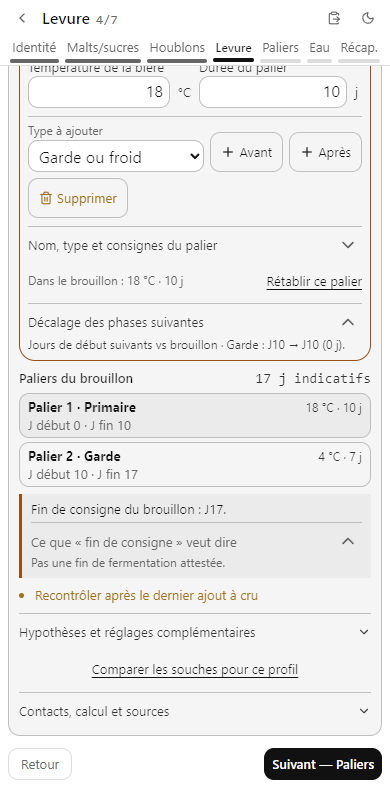 Levure 4/7
Identité Malts/sucres Houblons Levure Paliers Eau Récap.
Température de la bière Durée du palier
18 °C 10 j
Type à ajouter
Garde ou froid + Avant + Après
Supprimer
Nom, type et consignes du palier
Dans le brouillon : 18 °C · 10 j Rétablir ce palier
Décalage des phases suivantes
Jours de début suivants vs brouillon · Garde : J10 → J10 (0 j).
Paliers du brouillon 17 j indicatifs
Palier 1 · Primaire 18 °C · 10 j
J début 0 · J fin 10
Palier 2 · Garde 4 °C · 7 j
J début 10 · J fin 17
Fin de consigne du brouillon : J17.
Ce que « fin de consigne » veut dire
Pas une fin de fermentation attestée.
• Recontrôler après le dernier ajout à cru
Hypothèses et réglages complémentaires
Comparer les souches pour ce profil
Contacts, calcul et sources
Retour Suivant — Paliers